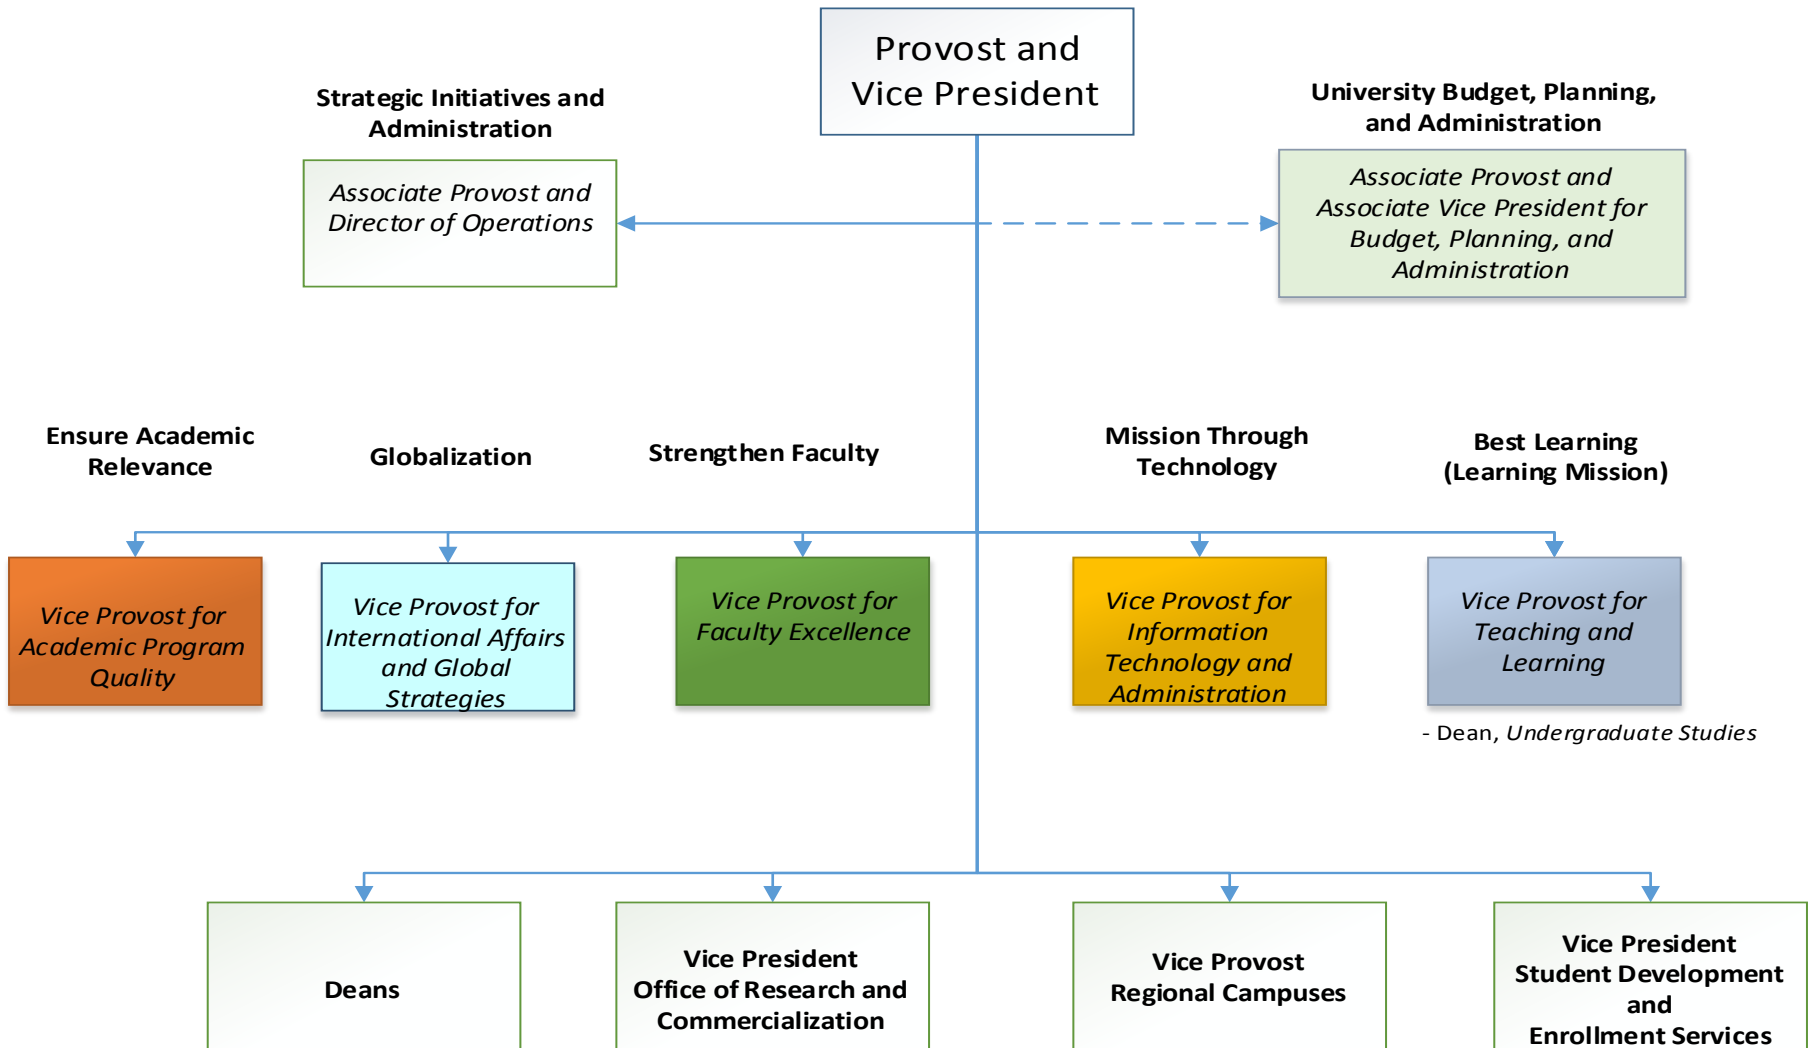 Provost and
Vice President
Strategic Initiatives and
Administration
Associate Provost and
Director of Operations
University Budget, Planning,
and Administration
Associate Provost and
Associate Vice President for
Budget, Planning, and
Administration
Ensure Academic
Relevance
Globalization
Strengthen Faculty
Mission Through
Technology
Best Learning
(Learning Mission)
Vice Provost for
Academic Program
Quality
Vice Provost for
International Affairs
and Global
Strategies
Vice Provost for
Faculty Excellence
Vice Provost for
Information
Technology and
Administration
Vice Provost for
Teaching and
Learning
- Dean, Undergraduate Studies
Deans
Vice President
Office of Research and
Commercialization
Vice Provost
Regional Campuses
Vice President
Student Development
and
Enrollment Services